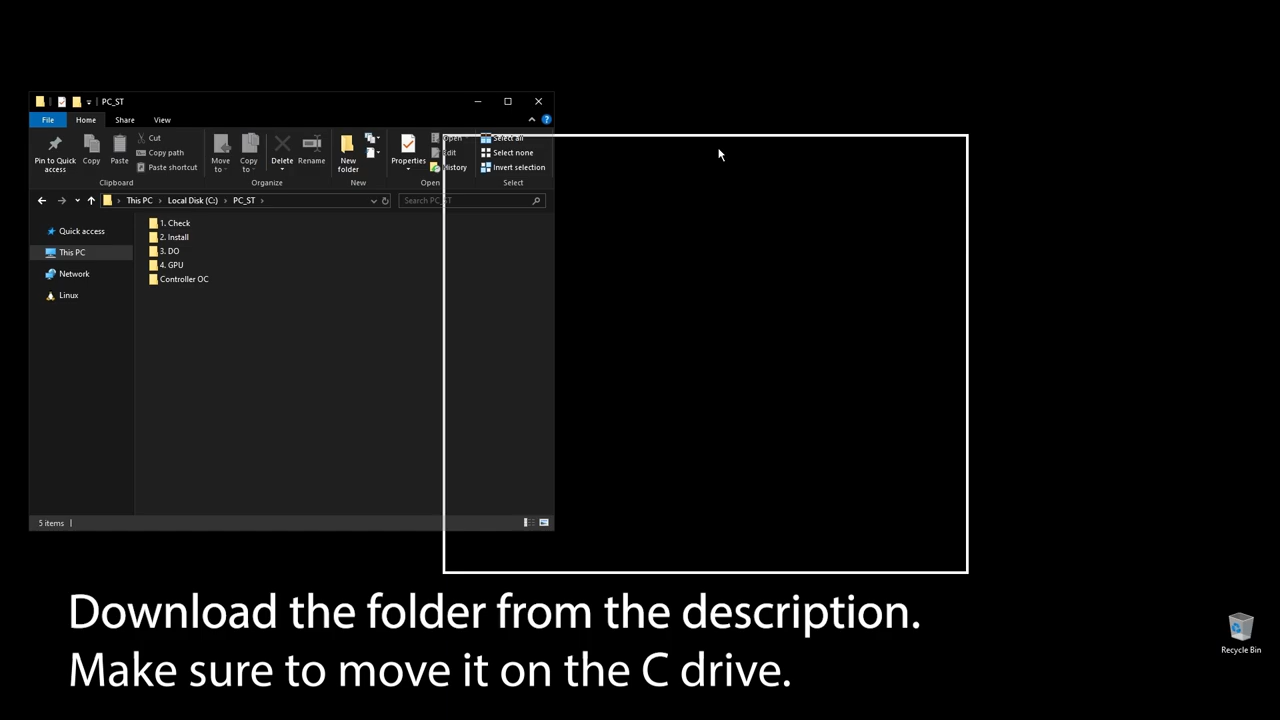 PC_ST
File Home Share View
Pin to Quick access
Copy
Paste
Cut
Copy path
Paste shortcut
Clipboard
Move to
Copy to
Delete
Rename
Organize
New folder
New
Properties
Open
Edit
History
Open
Select all
Select none
Invert selection
Select
This PC > Local Disk (C:) > PC_ST >
Search PC_ST
Quick access
This PC
Network
Linux
1. Check
2. Install
3. DO
4. GPU
Controller OC
5 items
Download the folder from the description.
Make sure to move it on the C drive.
Recycle Bin